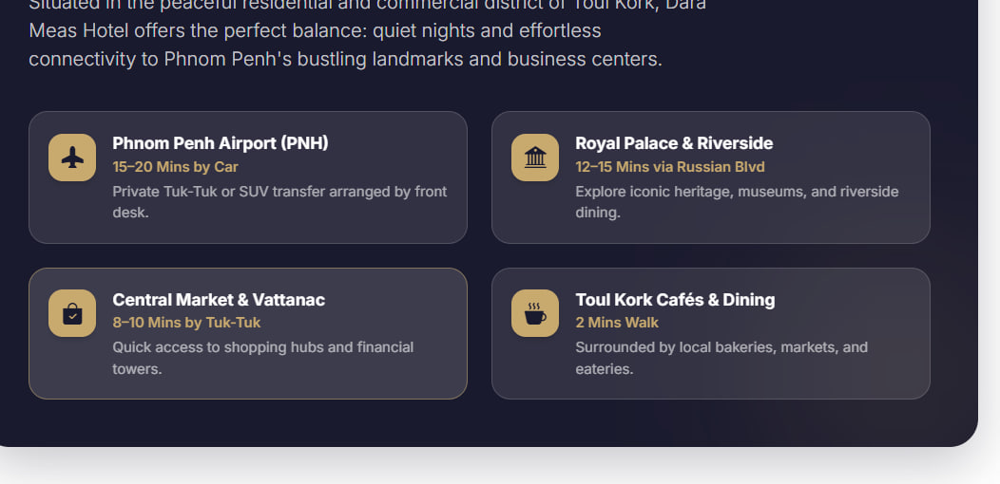 Situated in the peaceful residential and commercial district of Toul Kork, Dara
Meas Hotel offers the perfect balance: quiet nights and effortless
connectivity to Phnom Penh's bustling landmarks and business centers.
Phnom Penh Airport (PNH)
15–20 Mins by Car
Private Tuk-Tuk or SUV transfer arranged by front
desk.
Royal Palace & Riverside
12–15 Mins via Russian Blvd
Explore iconic heritage, museums, and riverside
dining.
Central Market & Vattanac
8–10 Mins by Tuk-Tuk
Quick access to shopping hubs and financial
towers.
Toul Kork Cafés & Dining
2 Mins Walk
Surrounded by local bakeries, markets, and
eateries.